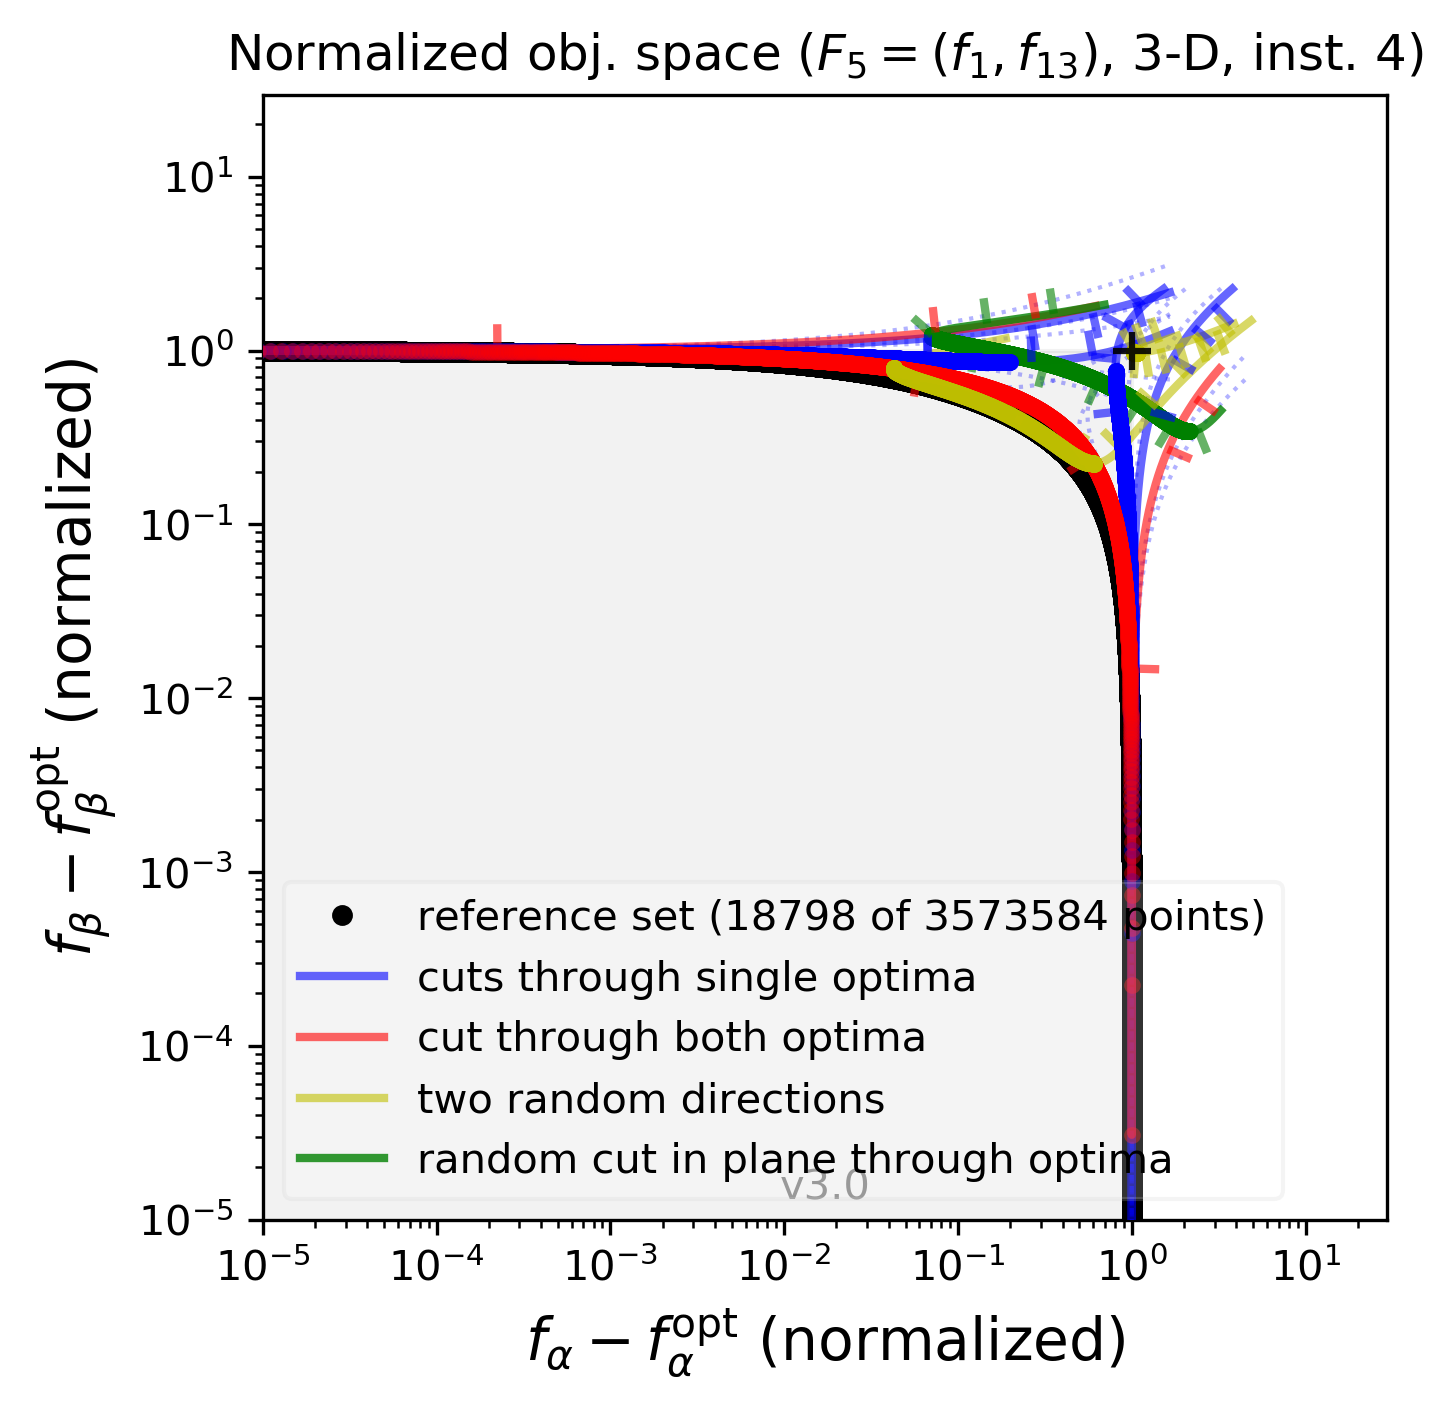 Normalized obj. space (F₅ = (f₁, f₁₃), 3-D, inst. 4)
f_β − f_β^opt (normalized)
10¹
10⁰
10⁻¹
10⁻²
10⁻³
10⁻⁴
10⁻⁵
reference set (18798 of 3573584 points)
cuts through single optima
cut through both optima
two random directions
random cut in plane through optima
v3.0
10⁻⁵ 10⁻⁴ 10⁻³ 10⁻² 10⁻¹ 10⁰ 10¹
f_α − f_α^opt (normalized)